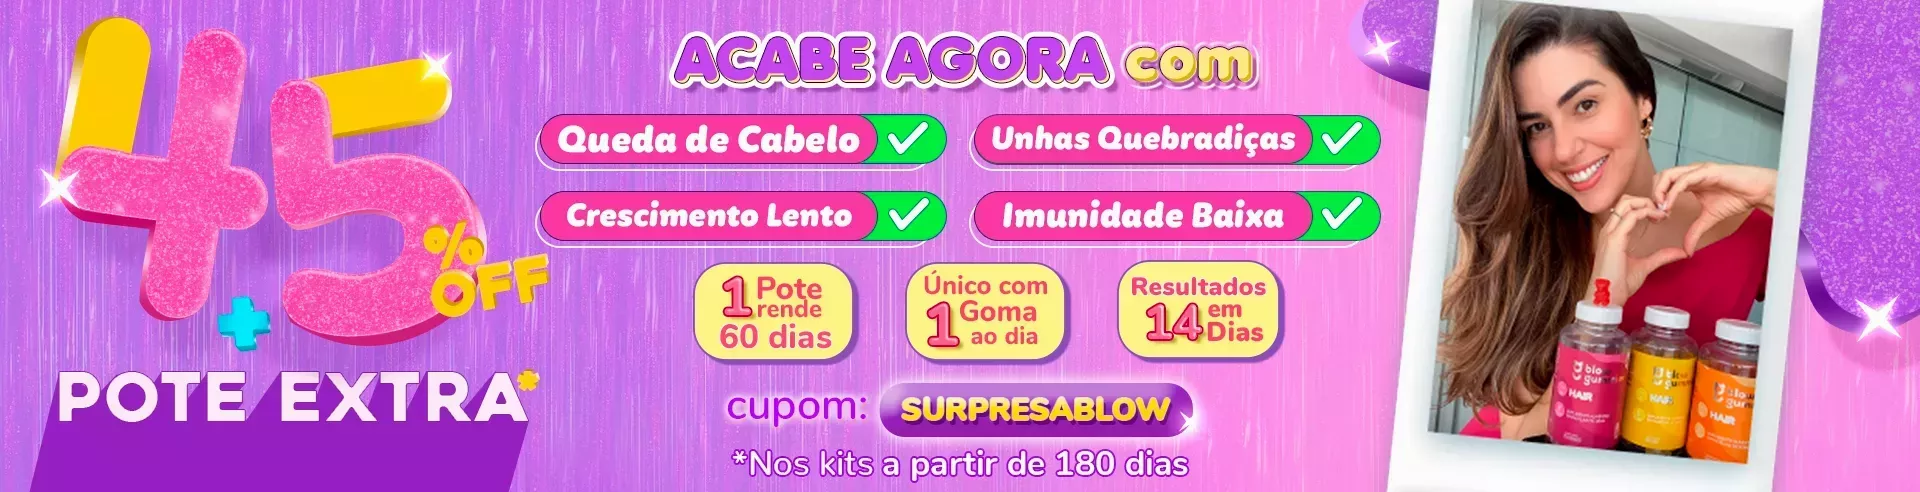 45
% OFF
+
POTE EXTRA*
ACABE AGORA com
Queda de Cabelo
Unhas Quebradiças
Crescimento Lento
Imunidade Baixa
1 Pote
rende
60 dias
Único com
1 Goma
ao dia
Resultados
14 em
Dias
cupom: SURPRESABLOW
*Nos kits a partir de 180 dias
blow
gummies
HAIR
HAIR
HAIR